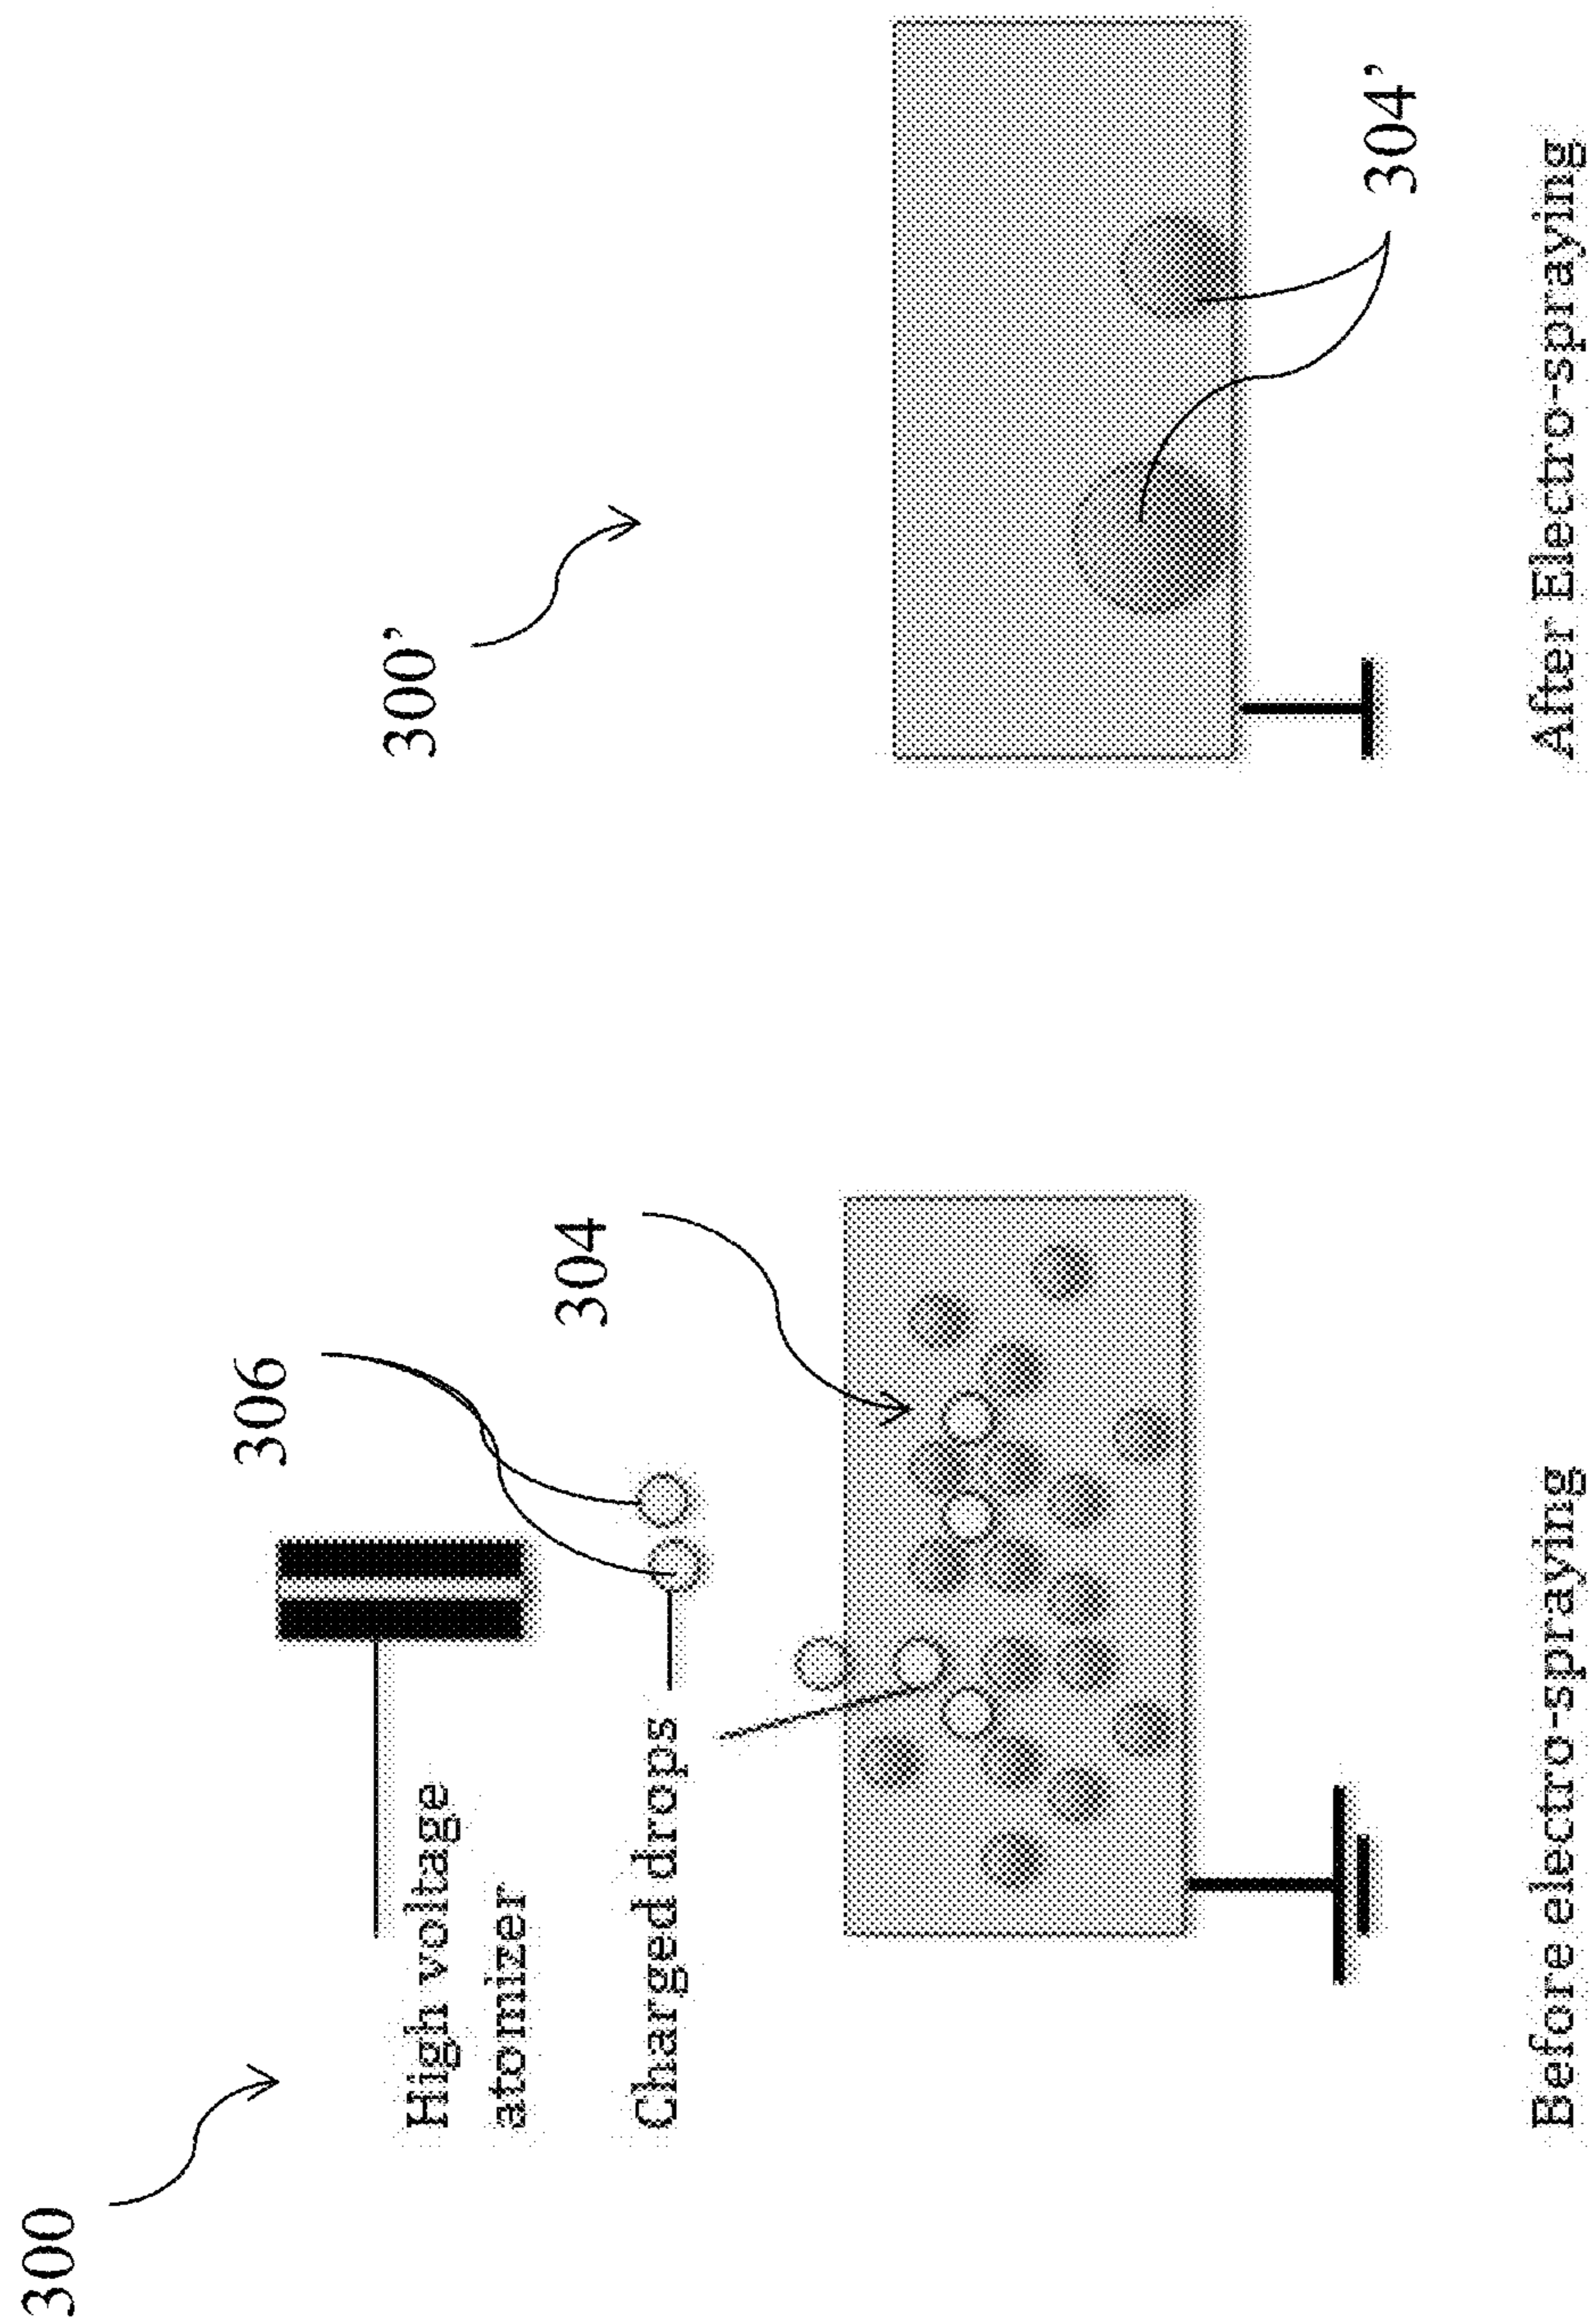 300
High voltage
atomizer
306
Charged drops
304
Before electro-spraying
300’
304’
After Electro-spraying